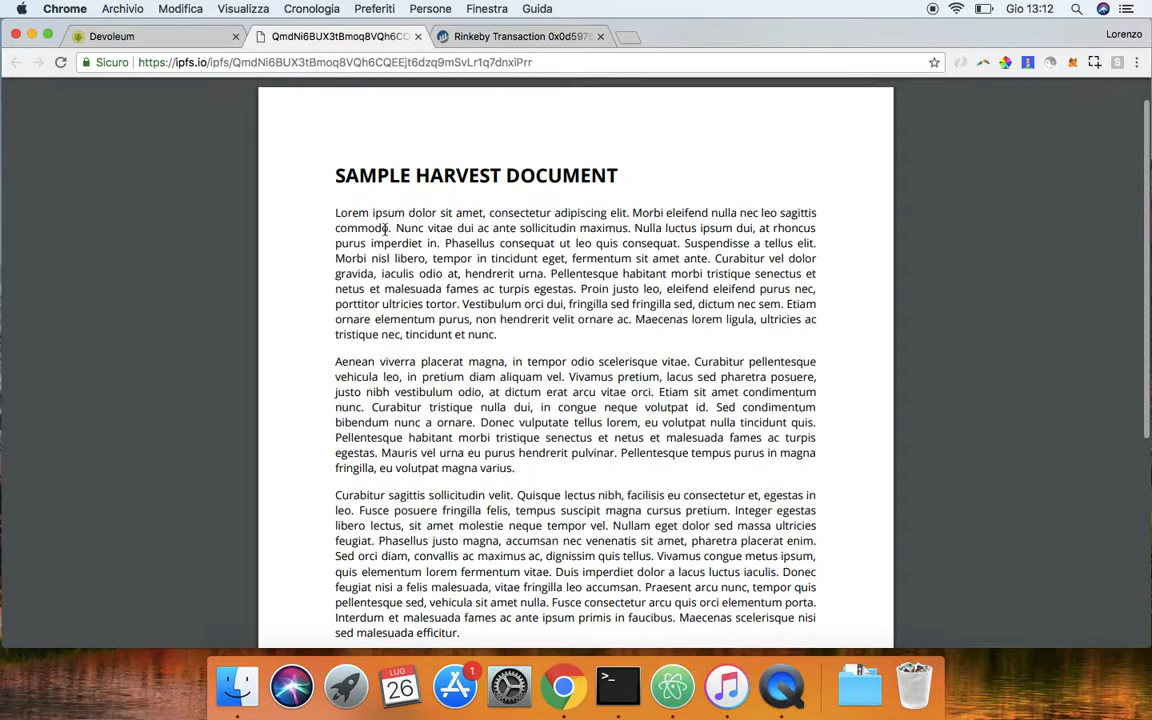 Chrome Archivio Modifica Visualizza Cronologia Preferiti Persone Finestra Guida Gio 13:12
Devoleum QmdNi6BUX3tBmoq8VQh6CQ Rinkeby Transaction 0x0d597 Lorenzo
Sicuro https://ipfs.io/ipfs/QmdNi6BUX3tBmoq8VQh6CQEEjt6dzq9mSvLr1q7dnxiPrr S
SAMPLE HARVEST DOCUMENT
Lorem ipsum dolor sit amet, consectetur adipiscing elit. Morbi eleifend nulla nec leo sagittis
commodo. Nunc vitae dui ac ante sollicitudin maximus. Nulla luctus ipsum dui, at rhoncus
purus imperdiet in. Phasellus consequat ut leo quis consequat. Suspendisse a tellus elit.
Morbi nisl libero, tempor in tincidunt eget, fermentum sit amet ante. Curabitur vel dolor
gravida, iaculis odio at, hendrerit urna. Pellentesque habitant morbi tristique senectus et
netus et malesuada fames ac turpis egestas. Proin justo leo, eleifend eleifend purus nec,
porttitor ultricies tortor. Vestibulum orci dui, fringilla sed fringilla sed, dictum nec sem. Etiam
ornare elementum purus, non hendrerit velit ornare ac. Maecenas lorem ligula, ultricies ac
tristique nec, tincidunt et nunc.
Aenean viverra placerat magna, in tempor odio scelerisque vitae. Curabitur pellentesque
vehicula leo, in pretium diam aliquam vel. Vivamus pretium, lacus sed pharetra posuere,
justo nibh vestibulum odio, at dictum erat arcu vitae orci. Etiam sit amet condimentum
nunc. Curabitur tristique nulla dui, in congue neque volutpat id. Sed condimentum
bibendum nunc a ornare. Donec vulputate tellus lorem, eu volutpat nulla tincidunt quis.
Pellentesque habitant morbi tristique senectus et netus et malesuada fames ac turpis
egestas. Mauris vel urna eu purus hendrerit pulvinar. Pellentesque tempus purus in magna
fringilla, eu volutpat magna varius.
Curabitur sagittis sollicitudin velit. Quisque lectus nibh, facilisis eu consectetur et, egestas in
leo. Fusce posuere fringilla felis, tempus suscipit magna cursus pretium. Integer egestas
libero lectus, sit amet molestie neque tempor vel. Nullam eget dolor sed massa ultricies
feugiat. Phasellus justo magna, accumsan nec venenatis sit amet, pharetra placerat enim.
Sed orci diam, convallis ac maximus ac, dignissim quis tellus. Vivamus congue metus ipsum,
quis elementum lorem fermentum vitae. Duis imperdiet dolor a lacus luctus iaculis. Donec
feugiat nisi a felis malesuada, vitae fringilla leo accumsan. Praesent arcu nunc, tempor quis
pellentesque sed, vehicula sit amet nulla. Fusce consectetur arcu quis orci elementum porta.
Interdum et malesuada fames ac ante ipsum primis in faucibus. Maecenas scelerisque nisi
sed malesuada efficitur.
LUG
26
1
>_